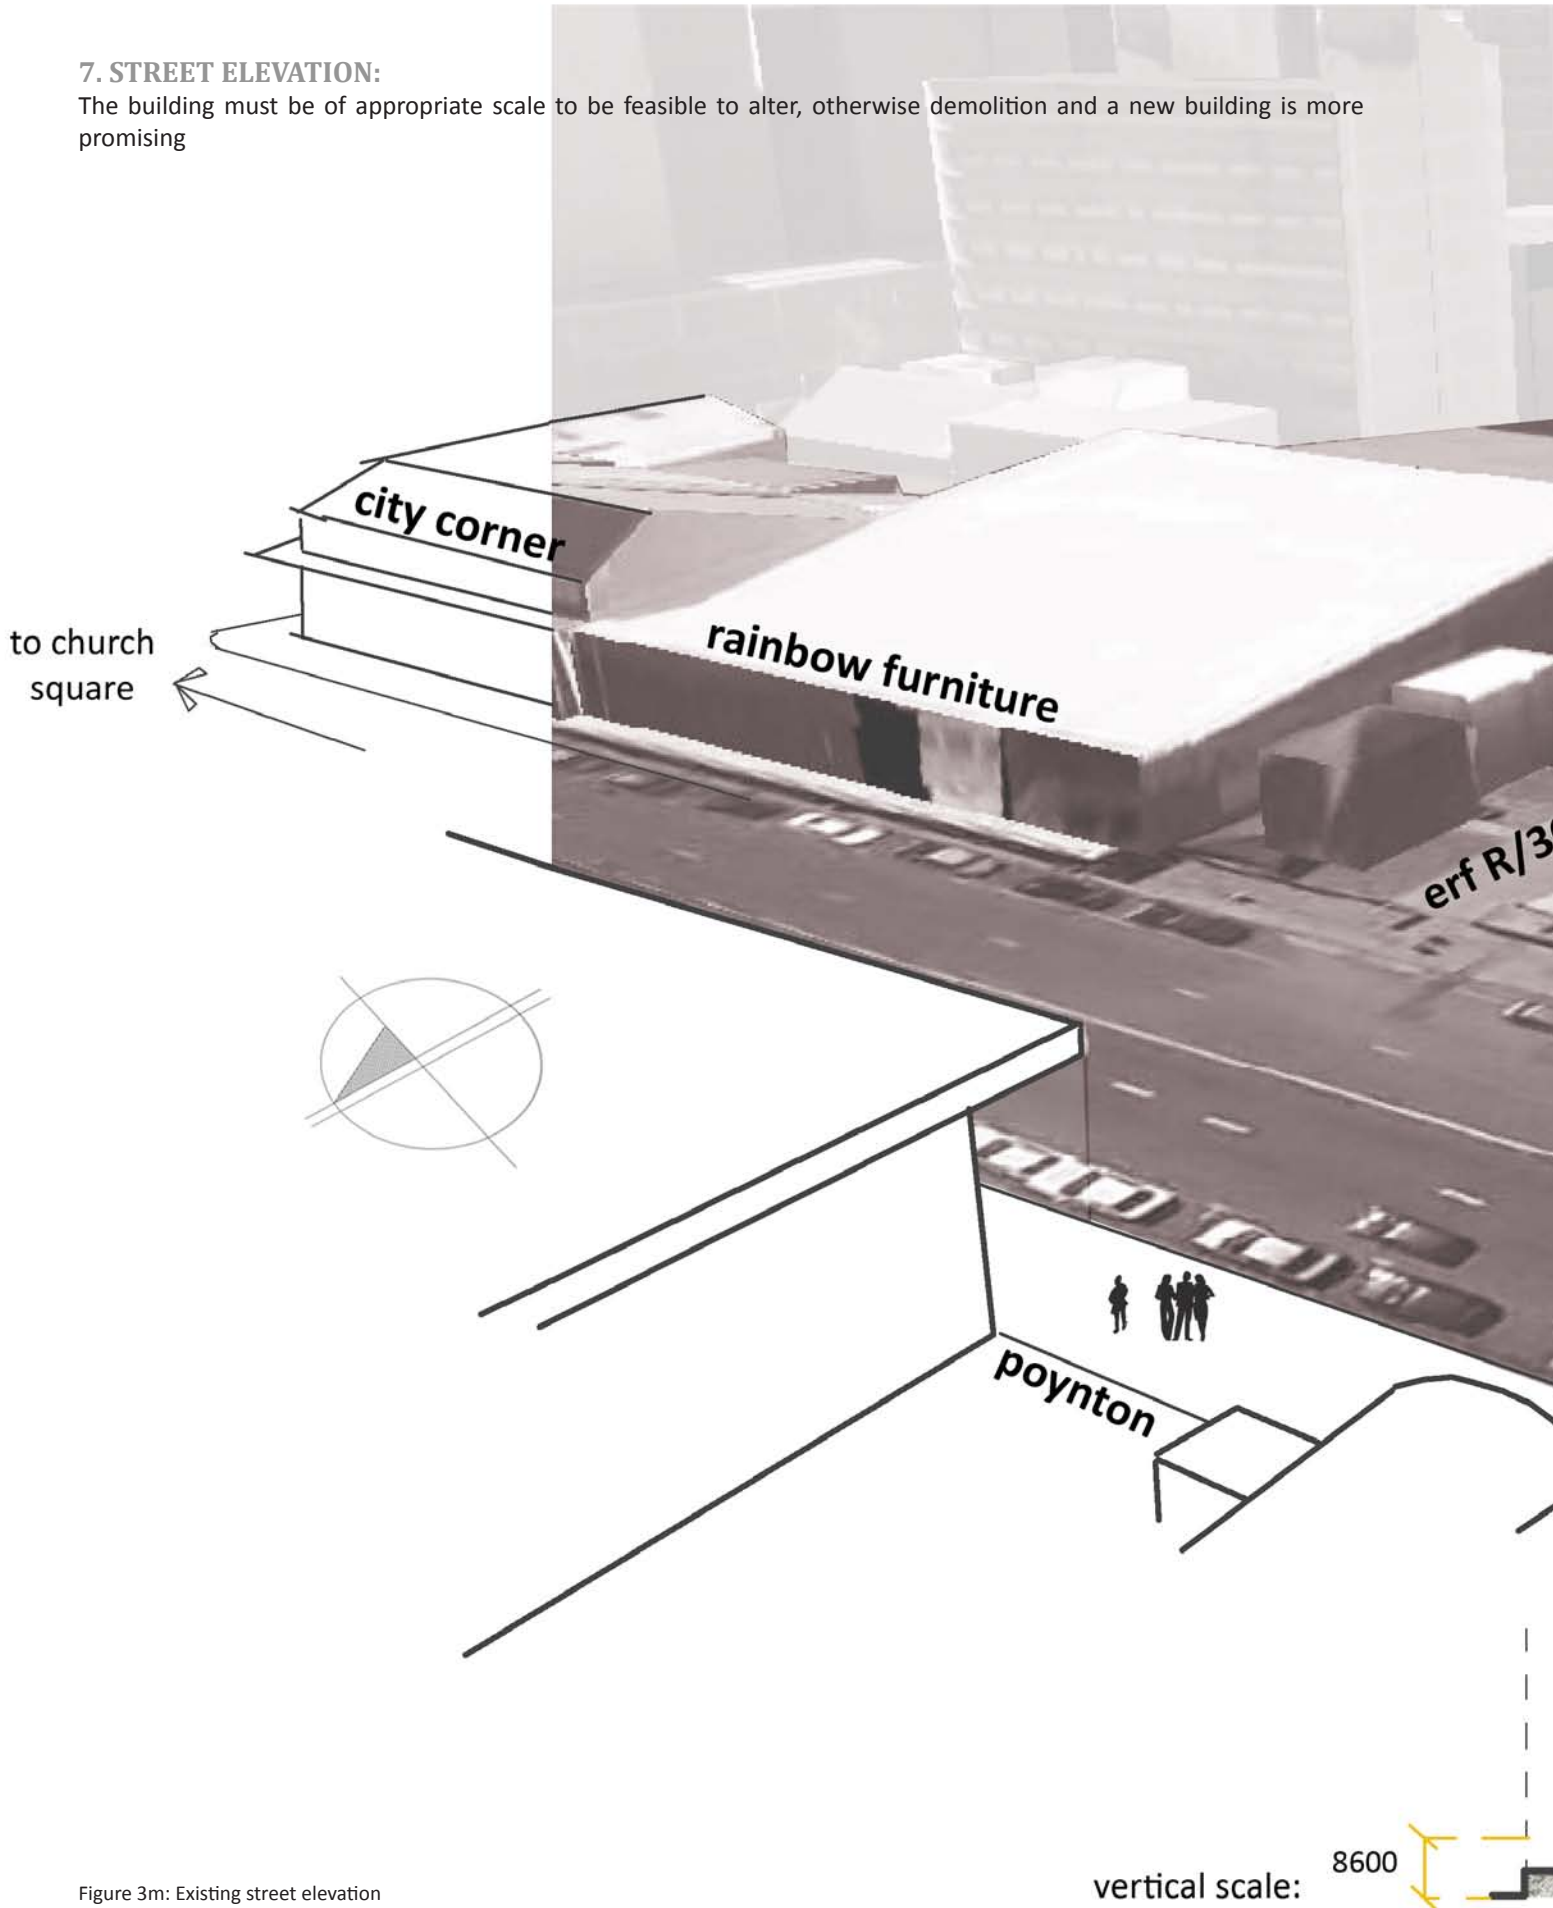 7. STREET ELEVATION:
The building must be of appropriate scale to be feasible to alter, otherwise demolition and a new building is more
promising
city corner
to church
square
rainbow furniture
erf R/3
poynton
8600
vertical scale:
Figure 3m: Existing street elevation